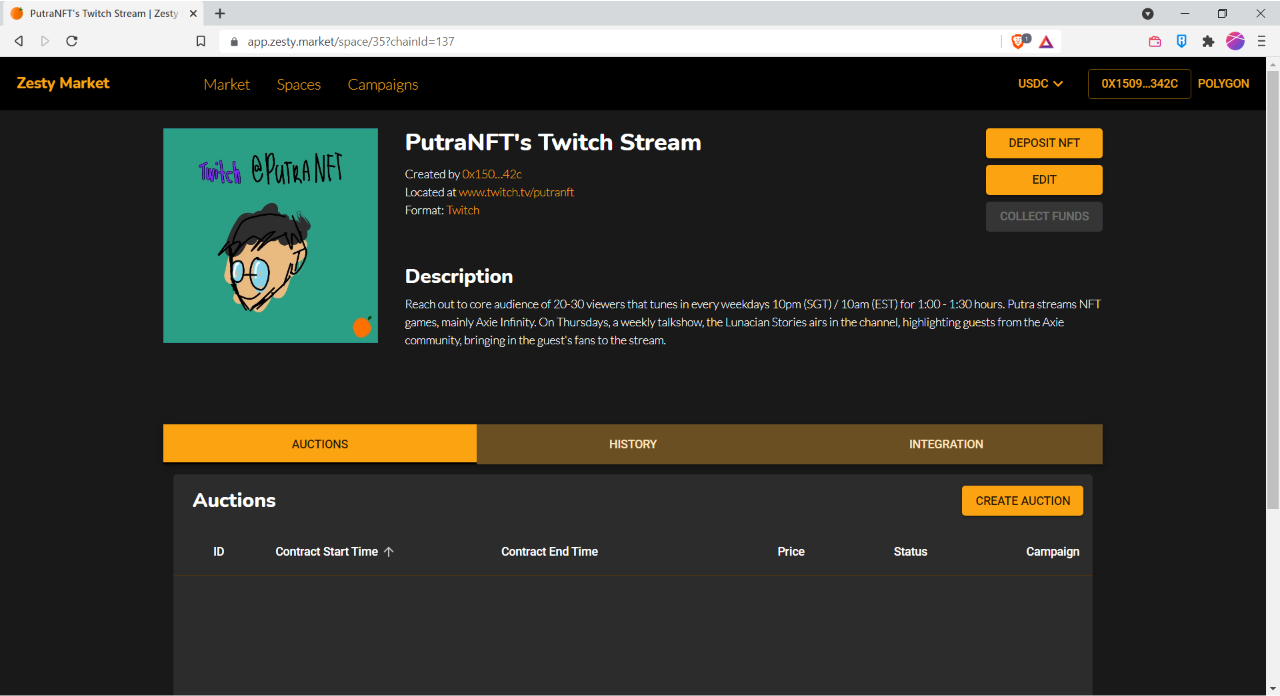 PutraNFT's Twitch Stream | Zesty
app.zesty.market/space/35?chainId=137
1
Zesty Market
Market
Spaces
Campaigns
USDC
0X1509...342C
POLYGON
Twitch @PUTRA NFT
PutraNFT's Twitch Stream
Created by 0x150...42c
Located at www.twitch.tv/putranft
Format: Twitch
DEPOSIT NFT
EDIT
COLLECT FUNDS
Description
Reach out to core audience of 20-30 viewers that tunes in every weekdays 10pm (SGT) / 10am (EST) for 1:00 - 1:30 hours. Putra streams NFT
games, mainly Axie Infinity. On Thursdays, a weekly talkshow, the Lunacian Stories airs in the channel, highlighting guests from the Axie
community, bringing in the guest's fans to the stream.
AUCTIONS
HISTORY
INTEGRATION
Auctions
CREATE AUCTION
ID
Contract Start Time
Contract End Time
Price
Status
Campaign